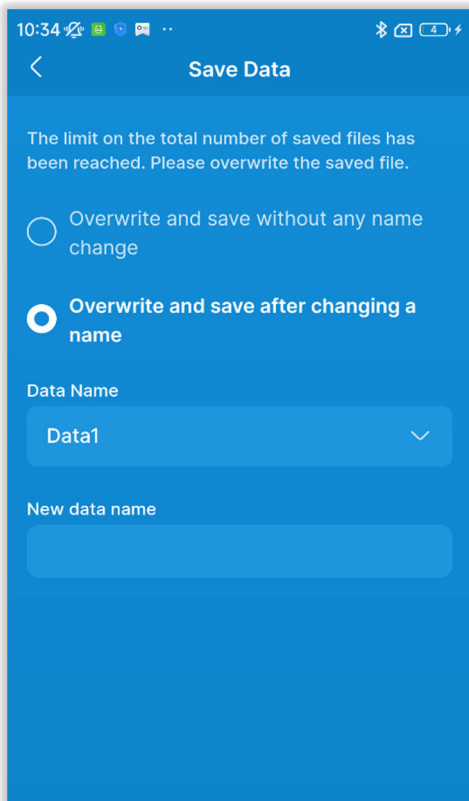 10:34
4
Save Data
The limit on the total number of saved files has
been reached. Please overwrite the saved file.
Overwrite and save without any name
change
Overwrite and save after changing a
name
Data Name
Data1
New data name